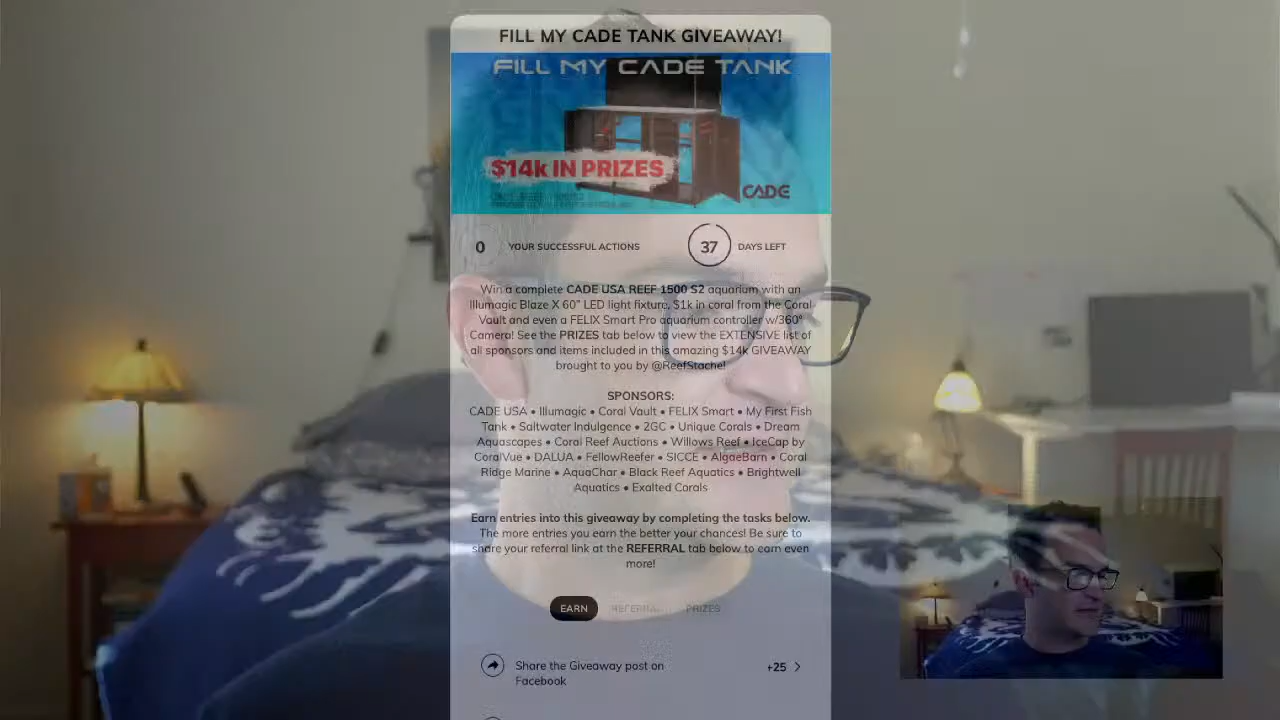 FILL MY CADE TANK GIVEAWAY!
FILL MY CADE TANK
$14k IN PRIZES
CADE
0 YOUR SUCCESSFUL ACTIONS 37 DAYS LEFT
Win a complete CADE USA REEF 1500 S2 aquarium with an
Illumagic Blaze X 60" LED light fixture, $1k in coral from the Coral
Vault and even a FELIX Smart Pro aquarium controller w/360°
Camera! See the PRIZES tab below to view the EXTENSIVE list of
all sponsors and items included in this amazing $14k GIVEAWAY
brought to you by @ReefStache!
SPONSORS:
CADE USA • Illumagic • Coral Vault • FELIX Smart • My First Fish
Tank • Saltwater Indulgence • 2GC • Unique Corals • Dream
Aquascapes • Coral Reef Auctions • Willows Reef • IceCap by
CoralVue • DALUA • FellowReefer • SICCE • AlgaeBarn • Coral
Ridge Marine • AquaChar • Black Reef Aquatics • Brightwell
Aquatics • Exalted Corals
Earn entries into this giveaway by completing the tasks below.
The more entries you earn the better your chances! Be sure to
share your referral link at the REFERRAL tab below to earn even
more!
EARN REFERRAL PRIZES
Share the Giveaway post on +25
Facebook